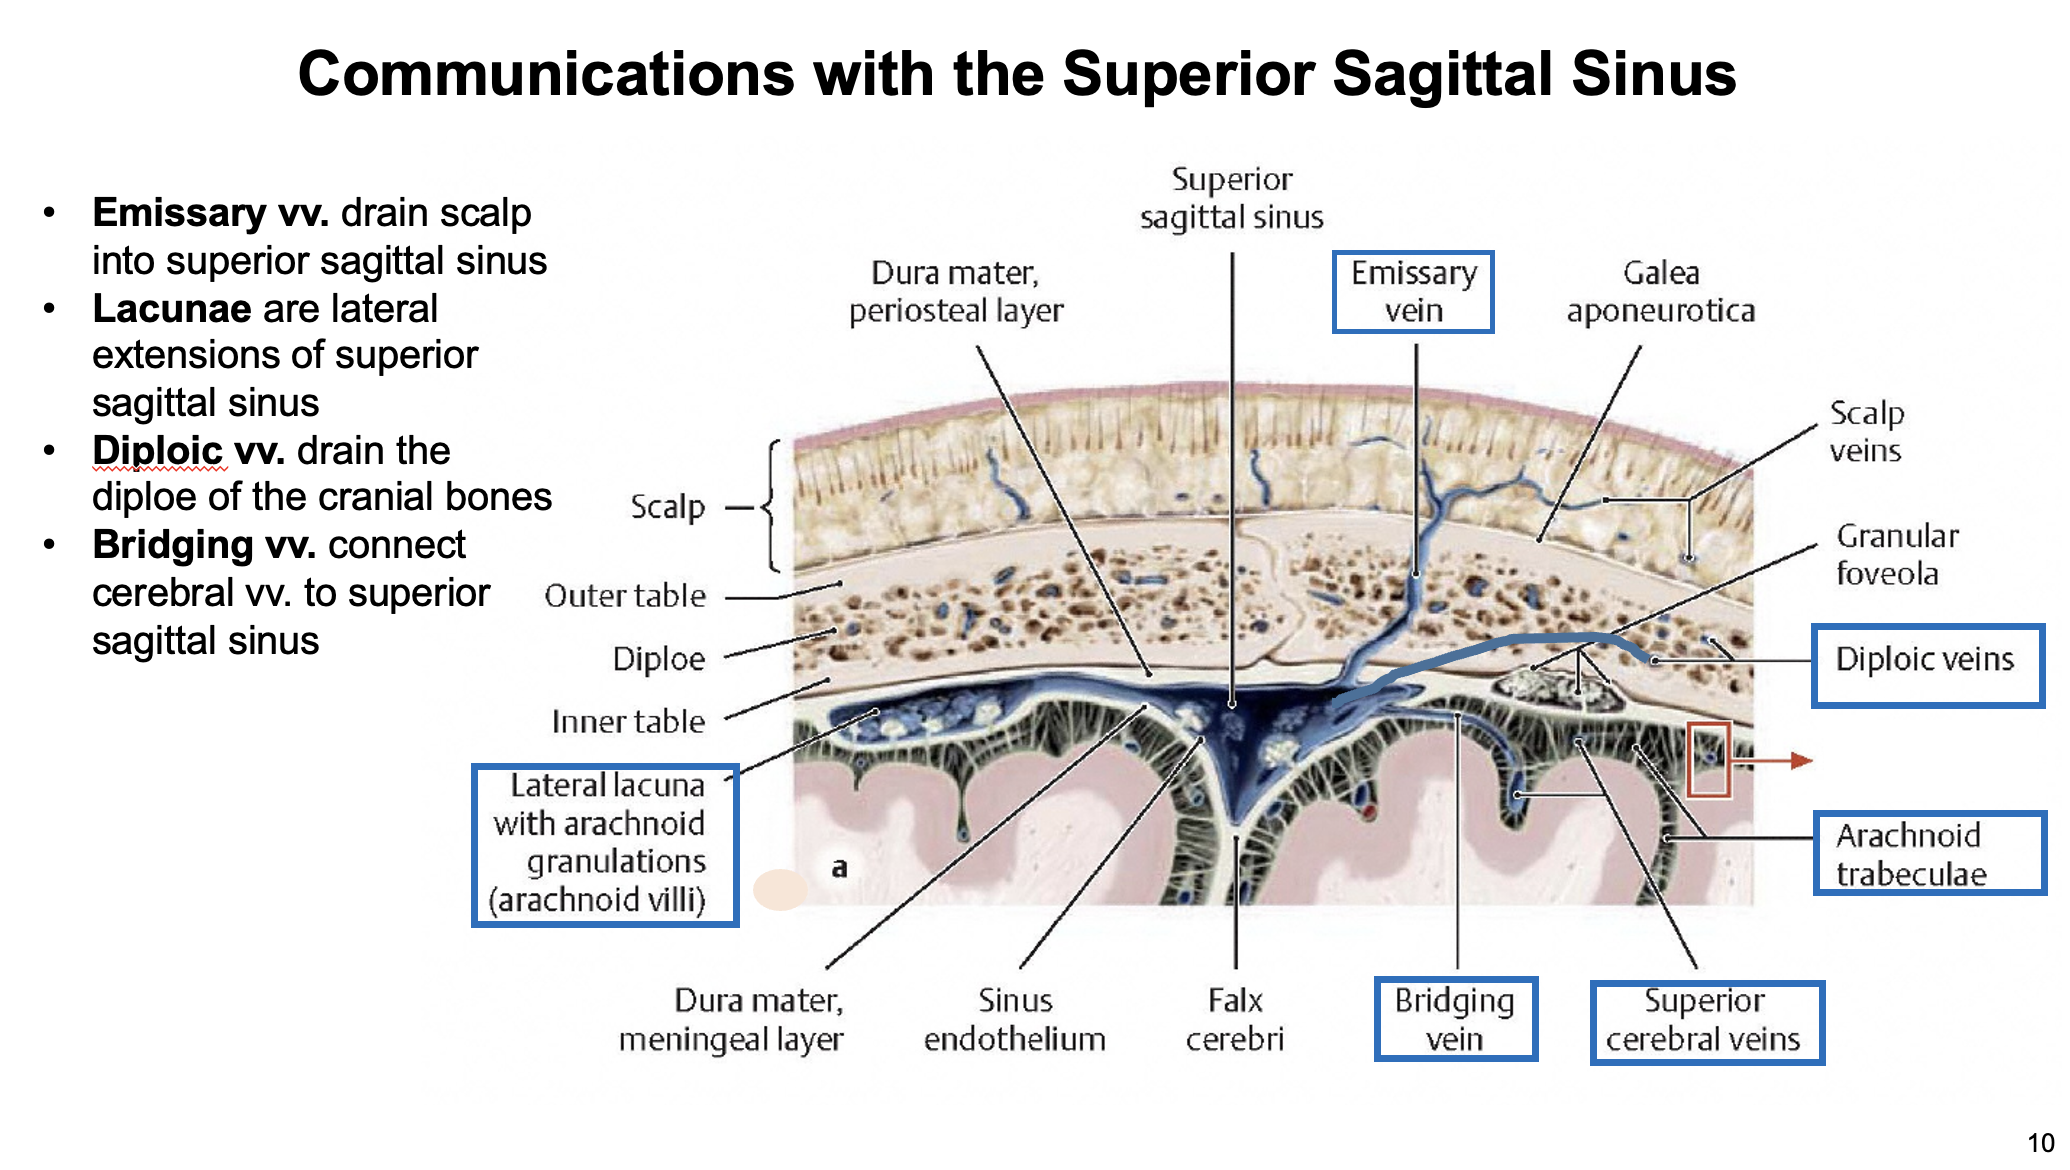 Communications with the Superior Sagittal Sinus
• Emissary vv. drain scalp
into superior sagittal sinus
• Lacunae are lateral
extensions of superior
sagittal sinus
• Diploic vv. drain the
diploe of the cranial bones
• Bridging vv. connect
cerebral vv. to superior
sagittal sinus
Superior
sagittal sinus
Dura mater,
periosteal layer
Emissary
vein
Galea
aponeurotica
Scalp
veins
Granular
foveola
Diploic veins
Arachnoid
trabeculae
Scalp
Outer table
Diploe
Inner table
Lateral lacuna
with arachnoid
granulations
(arachnoid villi)
a
Dura mater,
meningeal layer
Sinus
endothelium
Falx
cerebri
Bridging
vein
Superior
cerebral veins
10